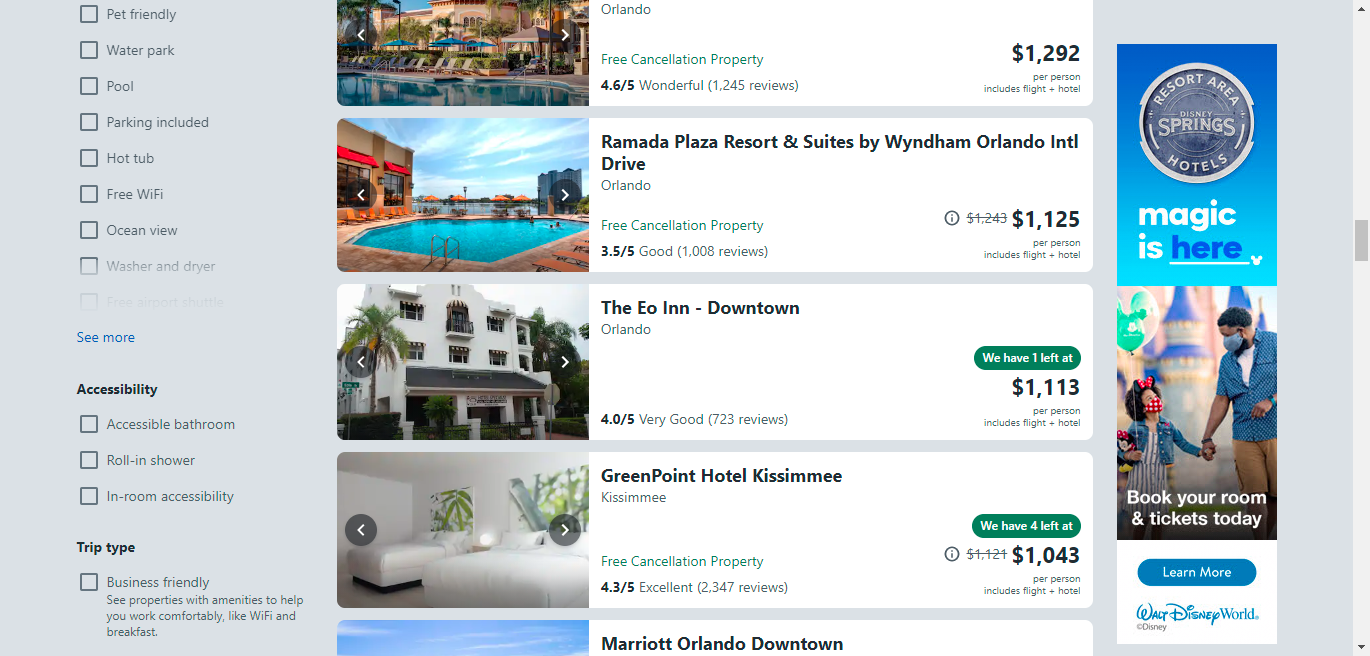 Pet friendly
Water park
Pool
Parking included
Hot tub
Free WiFi
Ocean view
Washer and dryer
Free airport shuttle
See more
Accessibility
Accessible bathroom
Roll-in shower
In-room accessibility
Trip type
Business friendly
See properties with amenities to help
you work comfortably, like WiFi and
breakfast.
Orlando
Free Cancellation Property
4.6/5 Wonderful (1,245 reviews)
$1,292
per person
includes flight + hotel
Ramada Plaza Resort & Suites by Wyndham Orlando Intl
Drive
Orlando
Free Cancellation Property
3.5/5 Good (1,008 reviews)
$1,243 $1,125
per person
includes flight + hotel
The Eo Inn - Downtown
Orlando
4.0/5 Very Good (723 reviews)
We have 1 left at
$1,113
per person
includes flight + hotel
GreenPoint Hotel Kissimmee
Kissimmee
Free Cancellation Property
4.3/5 Excellent (2,347 reviews)
We have 4 left at
$1,121 $1,043
per person
includes flight + hotel
Marriott Orlando Downtown
RESORT AREA
DISNEY
SPRINGS
HOTELS
magic
is here
Book your room
& tickets today
Learn More
Walt Disney World.
©Disney